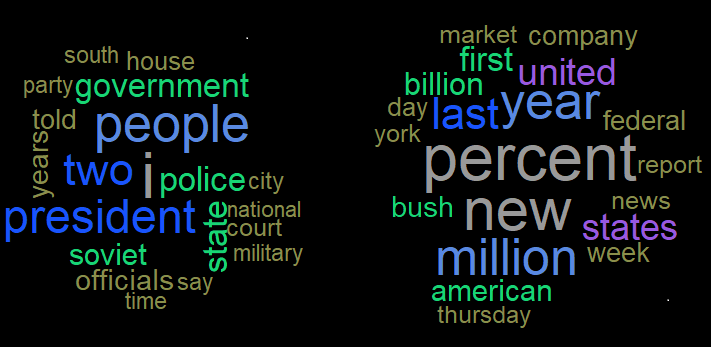 south house
party government
told people
years
two i police city
president state national
court
soviet military
officials say
time
market company
first
billion united
day last year federal
york
percent report
bush new news
states
million week
american
thursday